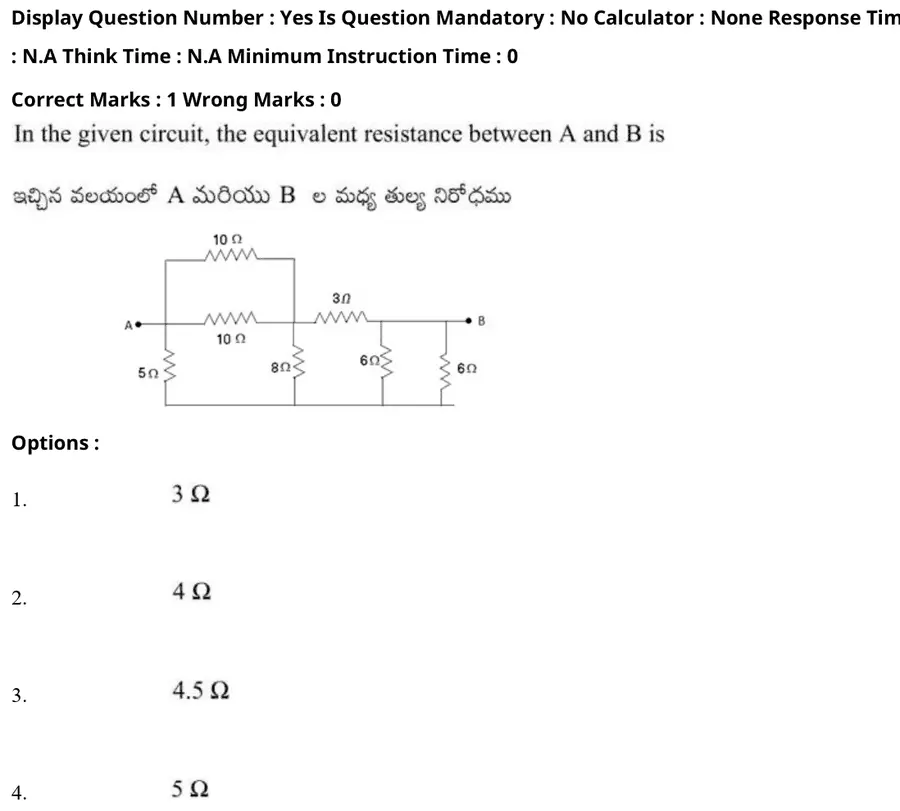 Display Question Number : Yes Is Question Mandatory : No Calculator : None Response Tim
: N.A Think Time : N.A Minimum Instruction Time : 0
Correct Marks : 1 Wrong Marks : 0
In the given circuit, the equivalent resistance between A and B is
ఇచ్చిన వలయంలో A మరియు B ల మధ్య తుల్య నిరోధము
10 Ω
3Ω
A
B
10 Ω
5Ω
8Ω
6Ω
6Ω
Options :
1. 3 Ω
2. 4 Ω
3. 4.5 Ω
4. 5 Ω